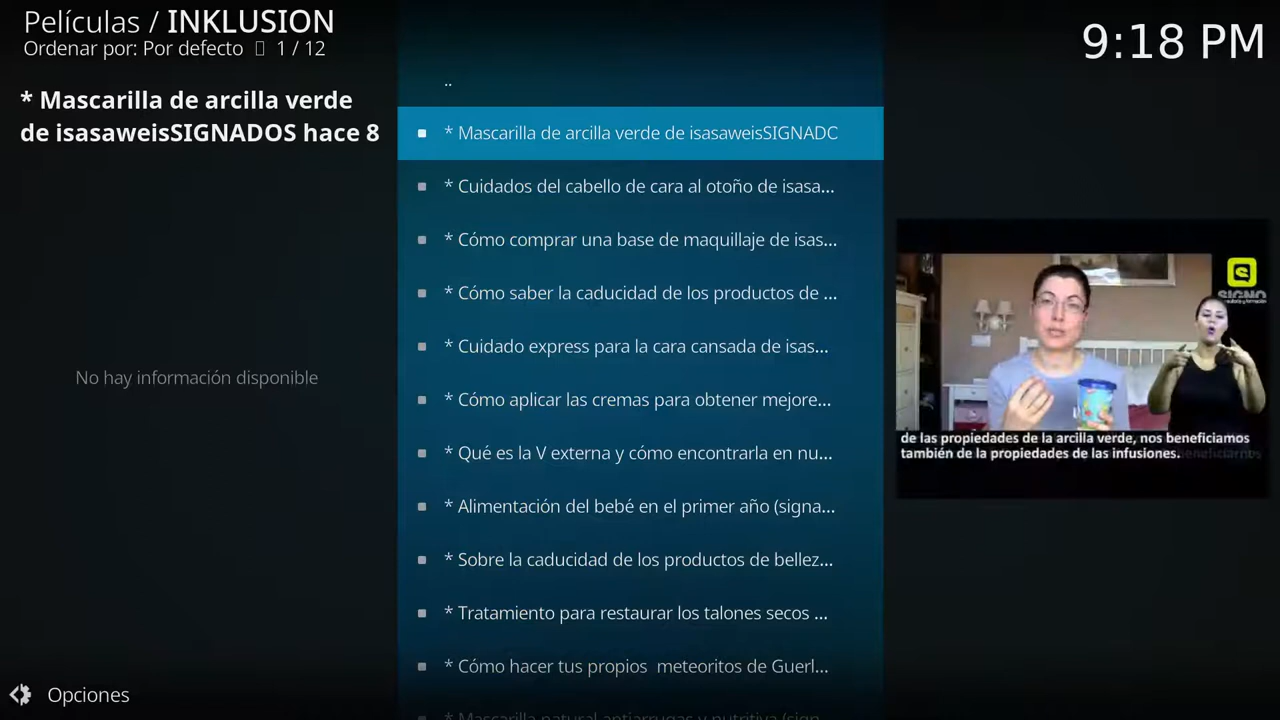 Películas / INKLUSION
Ordenar por: Por defecto 1 / 12
9:18 PM
* Mascarilla de arcilla verde
de isasaweisSIGNADOS hace 8
No hay información disponible
..
* Mascarilla de arcilla verde de isasaweisSIGNADC
* Cuidados del cabello de cara al otoño de isasa...
* Cómo comprar una base de maquillaje de isas...
* Cómo saber la caducidad de los productos de ...
* Cuidado express para la cara cansada de isas...
* Cómo aplicar las cremas para obtener mejore...
* Qué es la V externa y cómo encontrarla en nu...
* Alimentación del bebé en el primer año (signa...
* Sobre la caducidad de los productos de bellez...
* Tratamiento para restaurar los talones secos ...
* Cómo hacer tus propios  meteoritos de Guerl...
* Mascarilla natural antiarrugas y nutritiva (sign...
SIGNO
de las propiedades de la arcilla verde, nos beneficiamos
también de la propiedades de las infusiones.
Opciones